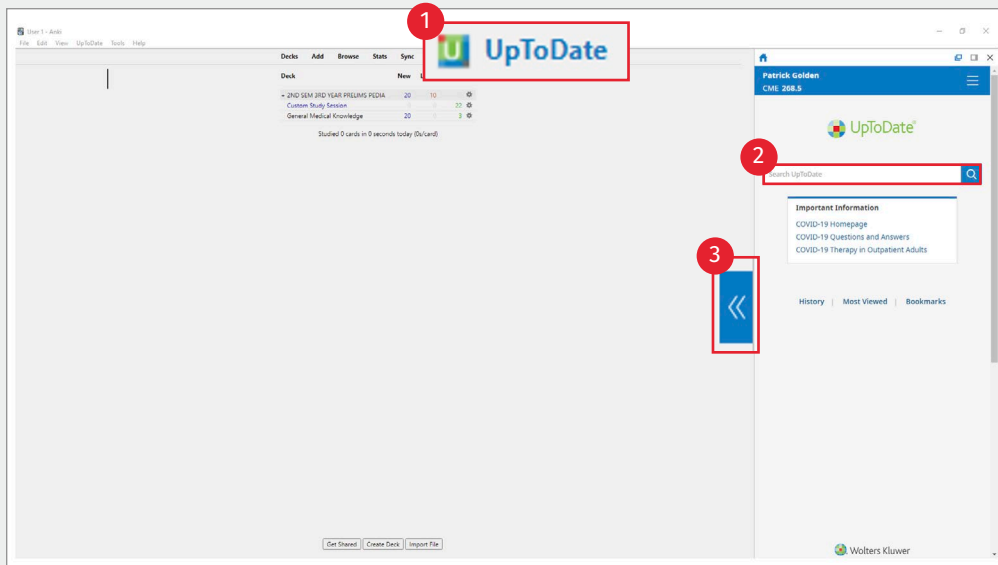 User 1 - Anki
File Edit View UpToDate Tools Help
1
UpToDate
Decks Add Browse Stats Sync
Deck New
2ND SEM 3RD YEAR PRELIMS PEDIA 20 10
Custom Study Session 22
General Medical Knowledge 20 3
Studied 0 cards in 0 seconds today (0s/card)
Patrick Golden
CME 268.5
UpToDate®
2
Search UpToDate
Important Information
COVID-19 Homepage
COVID-19 Questions and Answers
COVID-19 Therapy in Outpatient Adults
3
History | Most Viewed | Bookmarks
Get Shared Create Deck Import File
Wolters Kluwer